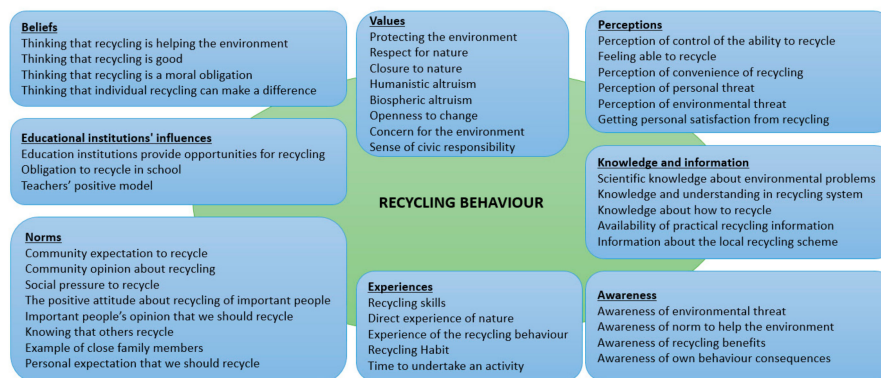 Beliefs
Thinking that recycling is helping the environment
Thinking that recycling is good
Thinking that recycling is a moral obligation
Thinking that individual recycling can make a difference
Values
Protecting the environment
Respect for nature
Closure to nature
Humanistic altruism
Biospheric altruism
Openness to change
Concern for the environment
Sense of civic responsibility
Perceptions
Perception of control of the ability to recycle
Feeling able to recycle
Perception of convenience of recycling
Perception of personal threat
Perception of environmental threat
Getting personal satisfaction from recycling
Educational institutions' influences
Education institutions provide opportunities for recycling
Obligation to recycle in school
Teachers' positive model
RECYCLING BEHAVIOUR
Knowledge and information
Scientific knowledge about environmental problems
Knowledge and understanding in recycling system
Knowledge about how to recycle
Availability of practical recycling information
Information about the local recycling scheme
Norms
Community expectation to recycle
Community opinion about recycling
Social pressure to recycle
The positive attitude about recycling of important people
Important people's opinion that we should recycle
Knowing that others recycle
Example of close family members
Personal expectation that we should recycle
Experiences
Recycling skills
Direct experience of nature
Experience of the recycling behaviour
Recycling Habit
Time to undertake an activity
Awareness
Awareness of environmental threat
Awareness of norm to help the environment
Awareness of recycling benefits
Awareness of own behaviour consequences